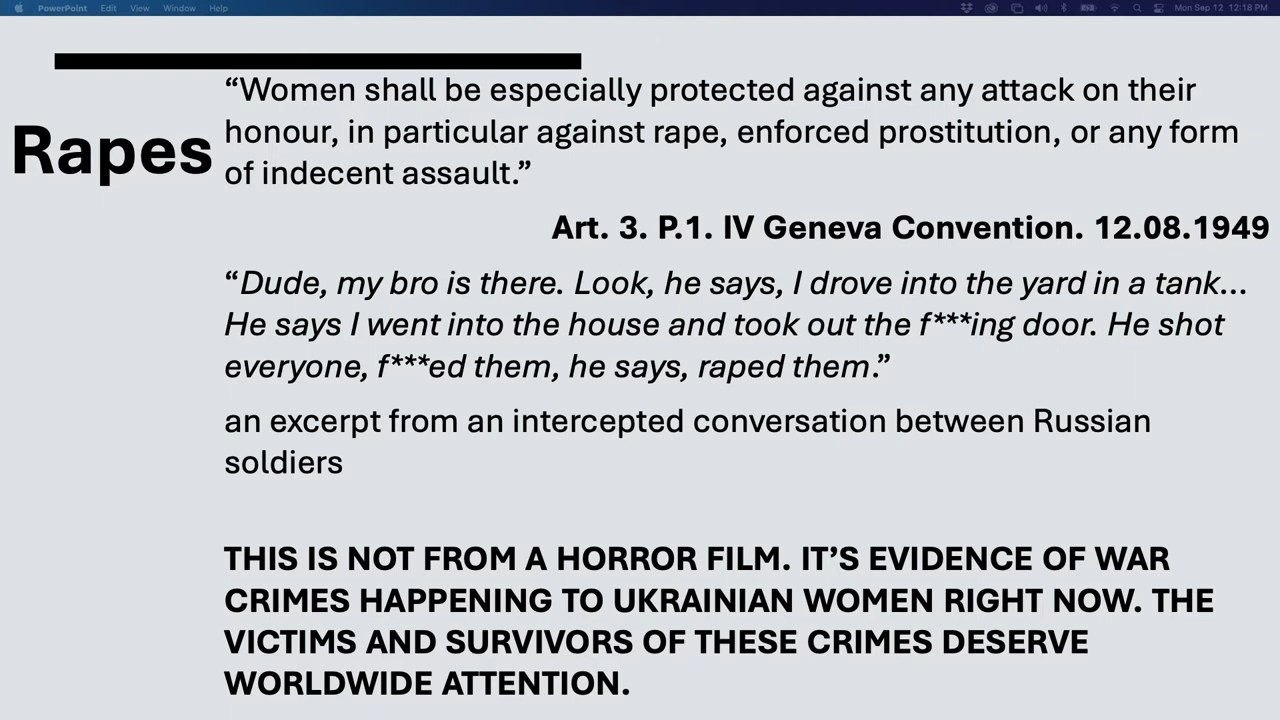 PowerPoint Edit View Window Help Mon Sep 12 12:18 PM
Rapes
“Women shall be especially protected against any attack on their
honour, in particular against rape, enforced prostitution, or any form
of indecent assault.”
Art. 3. P.1. IV Geneva Convention. 12.08.1949
“Dude, my bro is there. Look, he says, I drove into the yard in a tank...
He says I went into the house and took out the f***ing door. He shot
everyone, f***ed them, he says, raped them.”
an excerpt from an intercepted conversation between Russian
soldiers
THIS IS NOT FROM A HORROR FILM. IT’S EVIDENCE OF WAR
CRIMES HAPPENING TO UKRAINIAN WOMEN RIGHT NOW. THE
VICTIMS AND SURVIVORS OF THESE CRIMES DESERVE
WORLDWIDE ATTENTION.